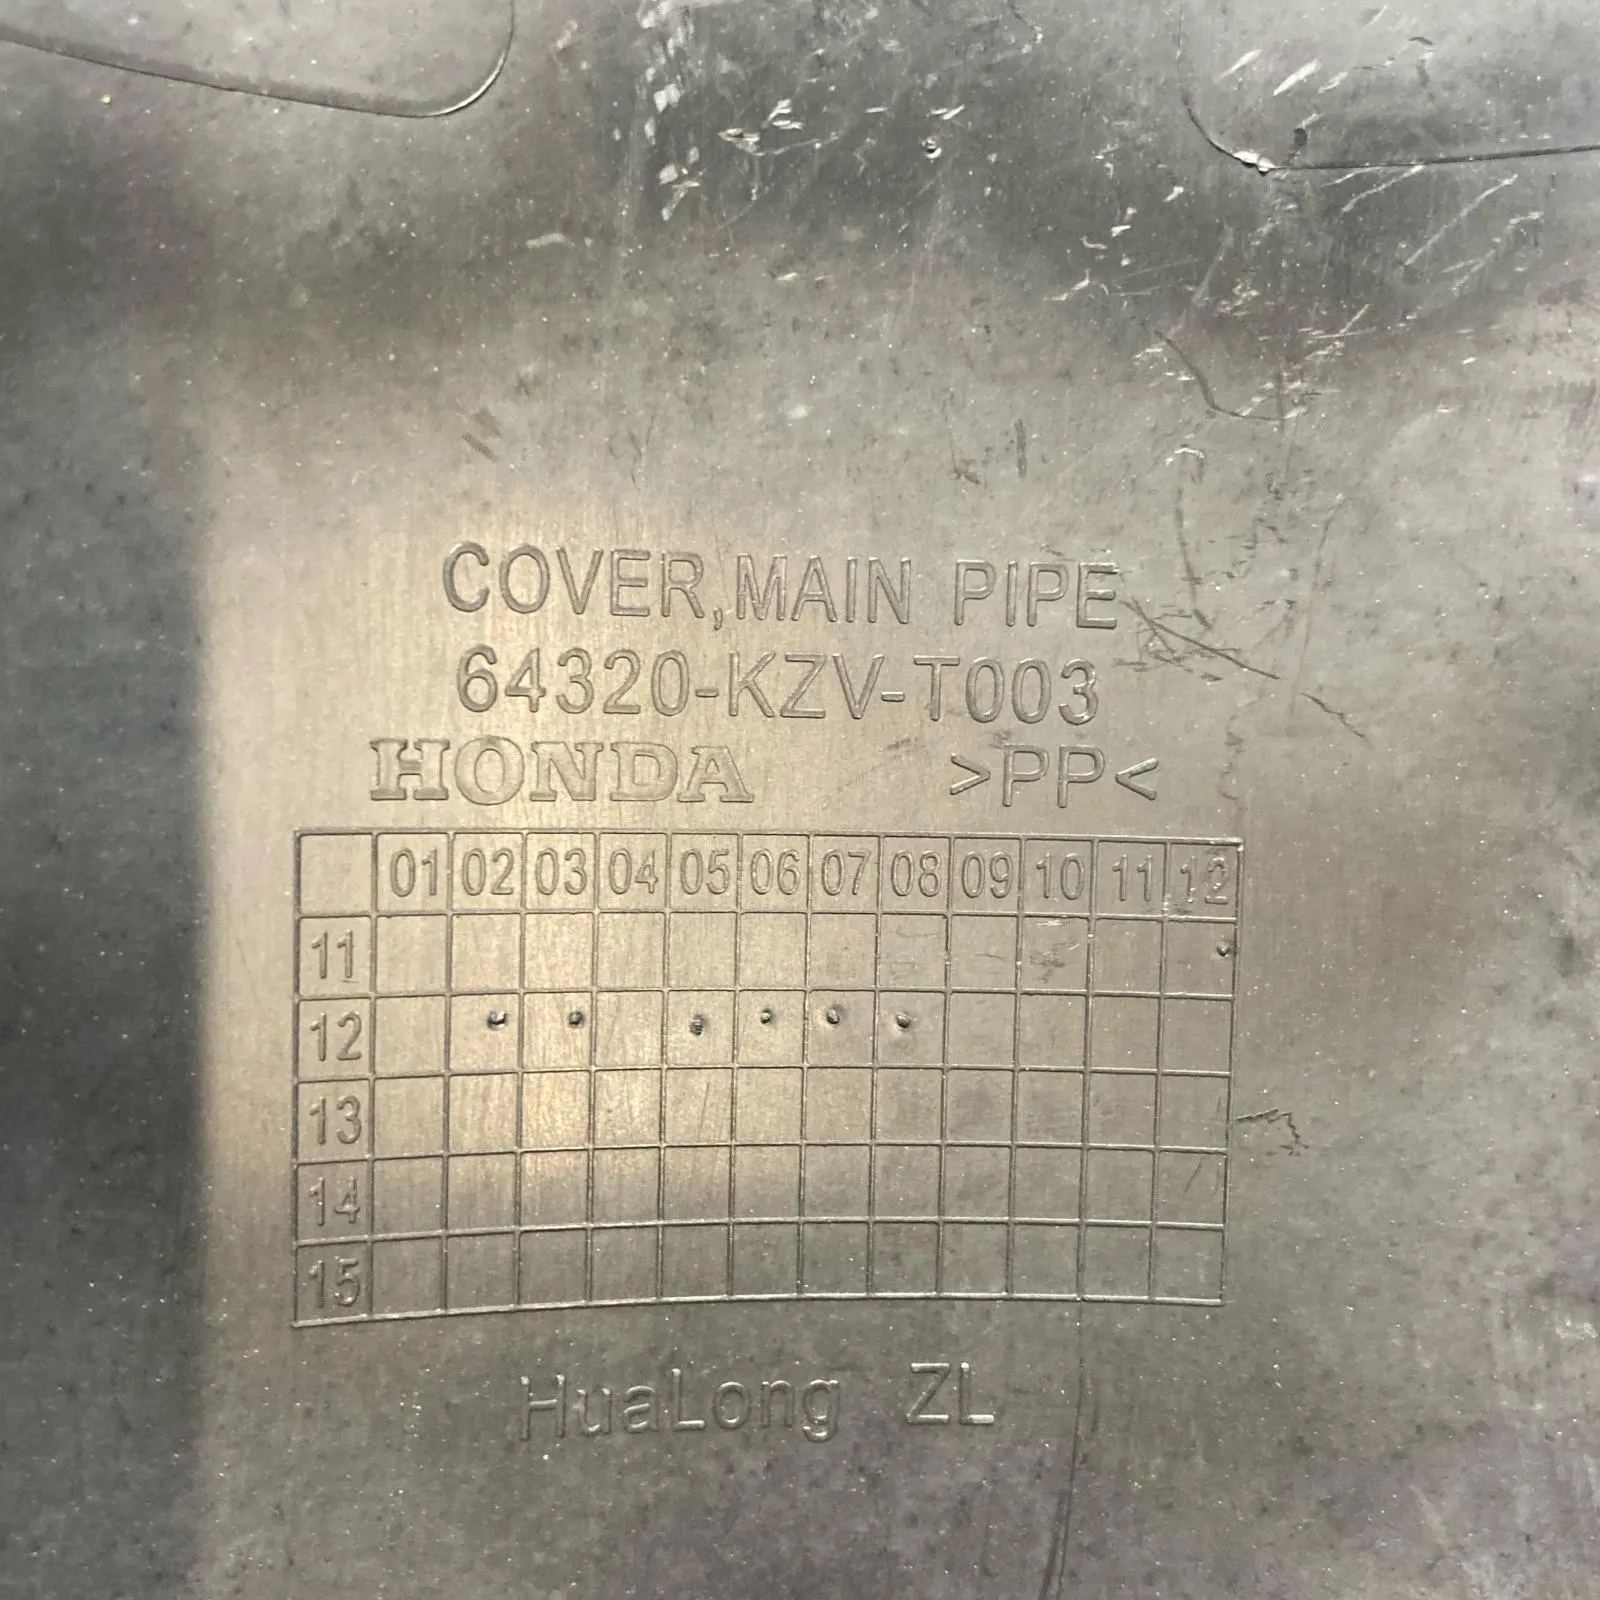 COVER,MAIN PIPE
64320-KZV-T003
HONDA >PP<
01 02 03 04 05 06 07 08 09 10 11 12
11
12
13
14
15
HuaLong ZL